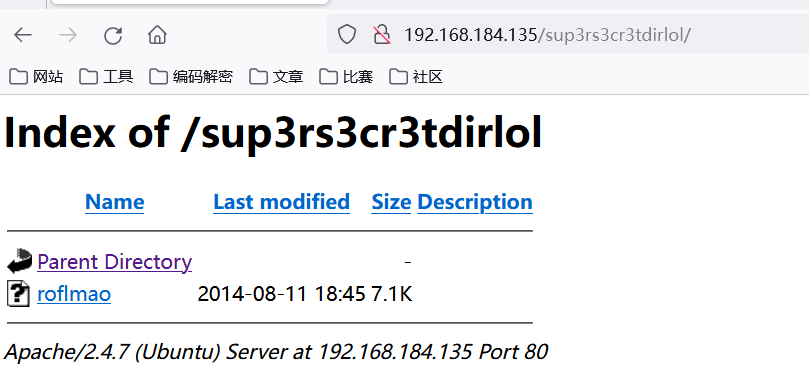 192.168.184.135/sup3rs3cr3tdirlol/
网站 工具 编码解密 文章 比赛 社区
Index of /sup3rs3cr3tdirlol
Name Last modified Size Description
Parent Directory -
roflmao 2014-08-11 18:45 7.1K
Apache/2.4.7 (Ubuntu) Server at 192.168.184.135 Port 80